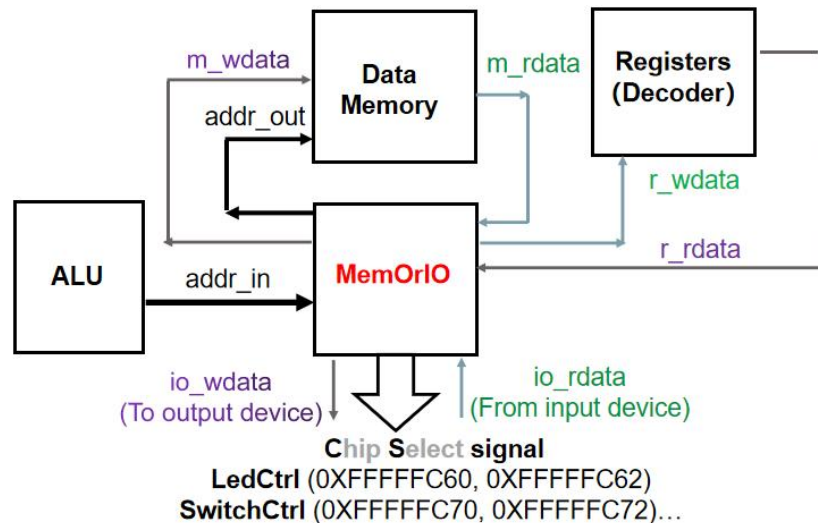 m_wdata
Data
Memory
m_rdata
Registers
(Decoder)
addr_out
r_wdata
r_rdata
ALU
addr_in
MemOrIO
io_wdata
(To output device)
io_rdata
(From input device)
Chip Select signal
LedCtrl (0XFFFFFC60, 0XFFFFFC62)
SwitchCtrl (0XFFFFFC70, 0XFFFFFC72)...